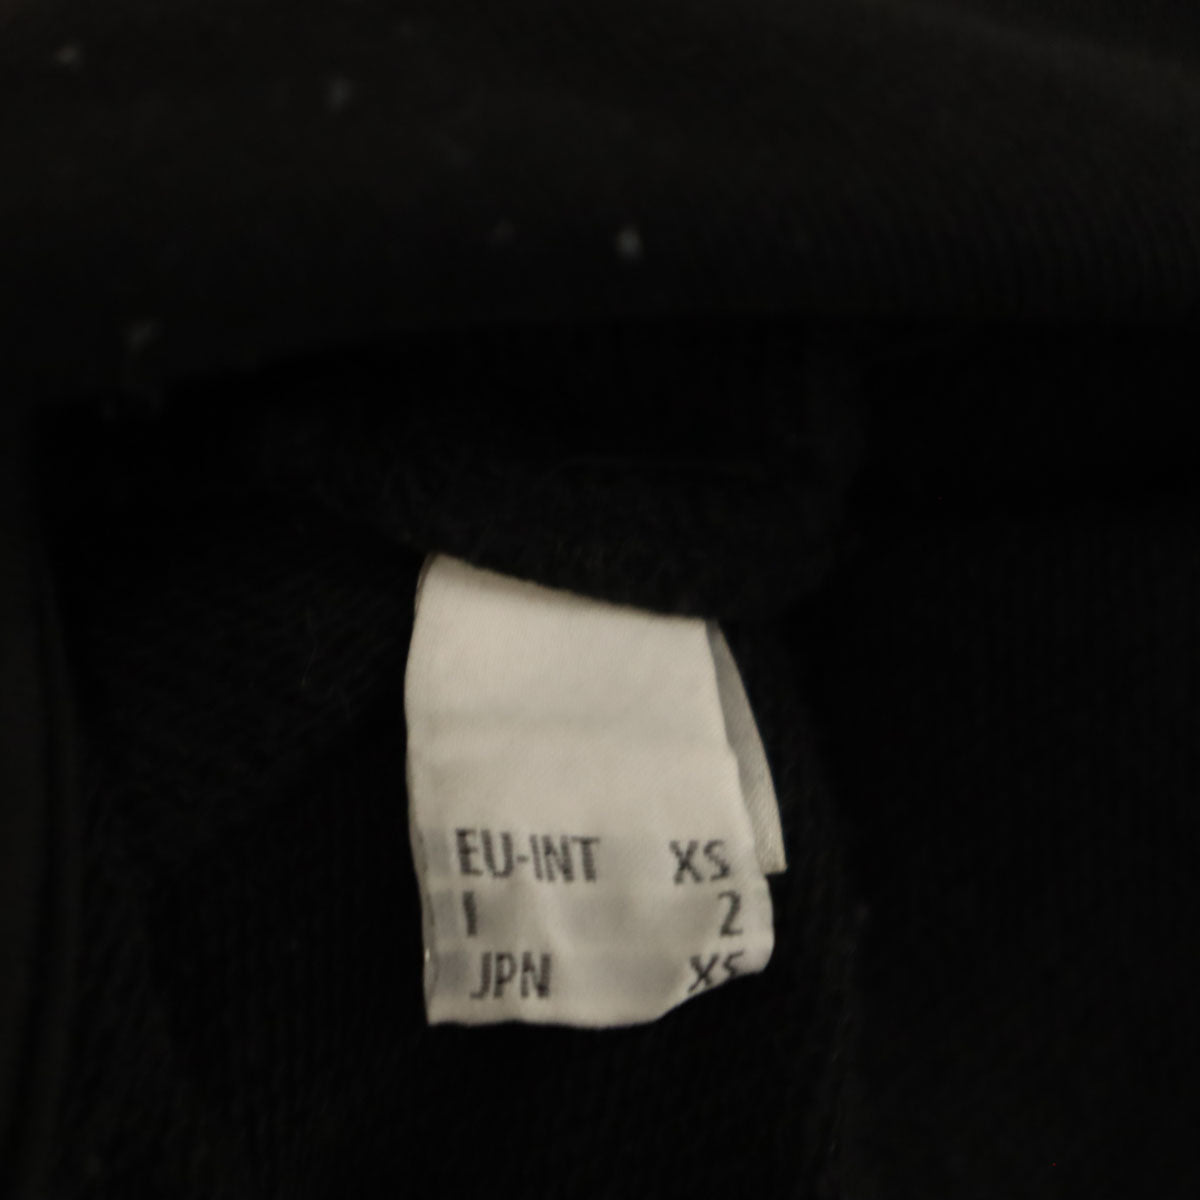 EU-INT XS
I 2
JPN XS